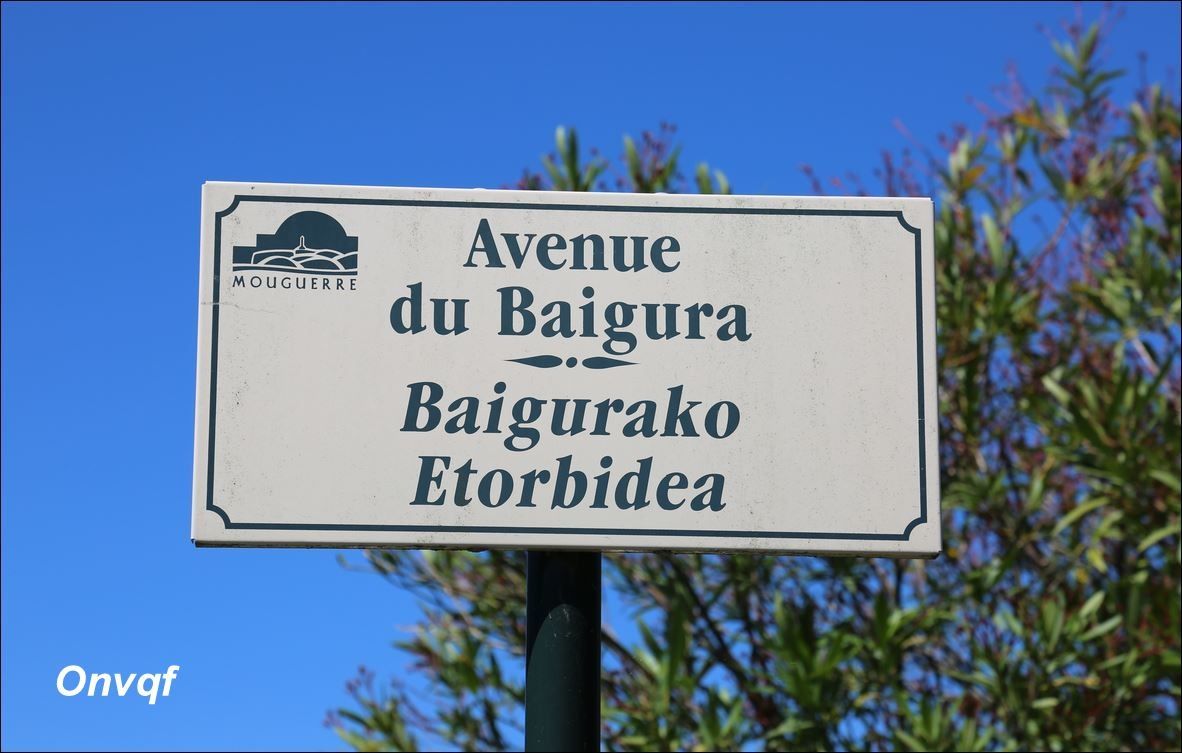 MOUGUERRE
Avenue
du Baigura
Baigurako
Etorbidea
Onvqf